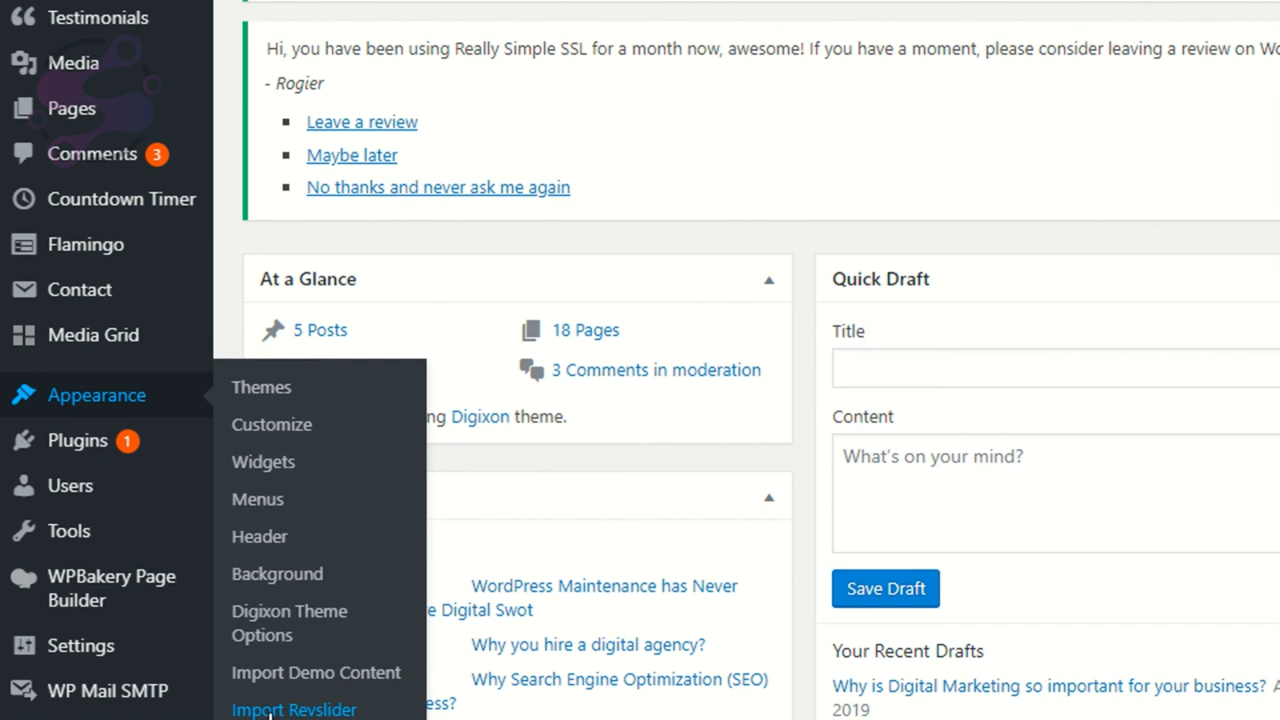 Testimonials
Media
Pages
Comments 3
Countdown Timer
Flamingo
Contact
Media Grid
Appearance
Plugins 1
Users
Tools
WPBakery Page
Builder
Settings
WP Mail SMTP
Themes
Customize
Widgets
Menus
Header
Background
Digixon Theme
Options
Import Demo Content
Import Revslider
Hi, you have been using Really Simple SSL for a month now, awesome! If you have a moment, please consider leaving a review on
- Rogier
Leave a review
Maybe later
No thanks and never ask me again
At a Glance
5 Posts
18 Pages
3 Comments in moderation
Digixon theme.
WordPress Maintenance has Never
Digital Swot
Why you hire a digital agency?
Why Search Engine Optimization (SEO)
Quick Draft
Title
Content
What's on your mind?
Save Draft
Your Recent Drafts
Why is Digital Marketing so important for your business?
2019